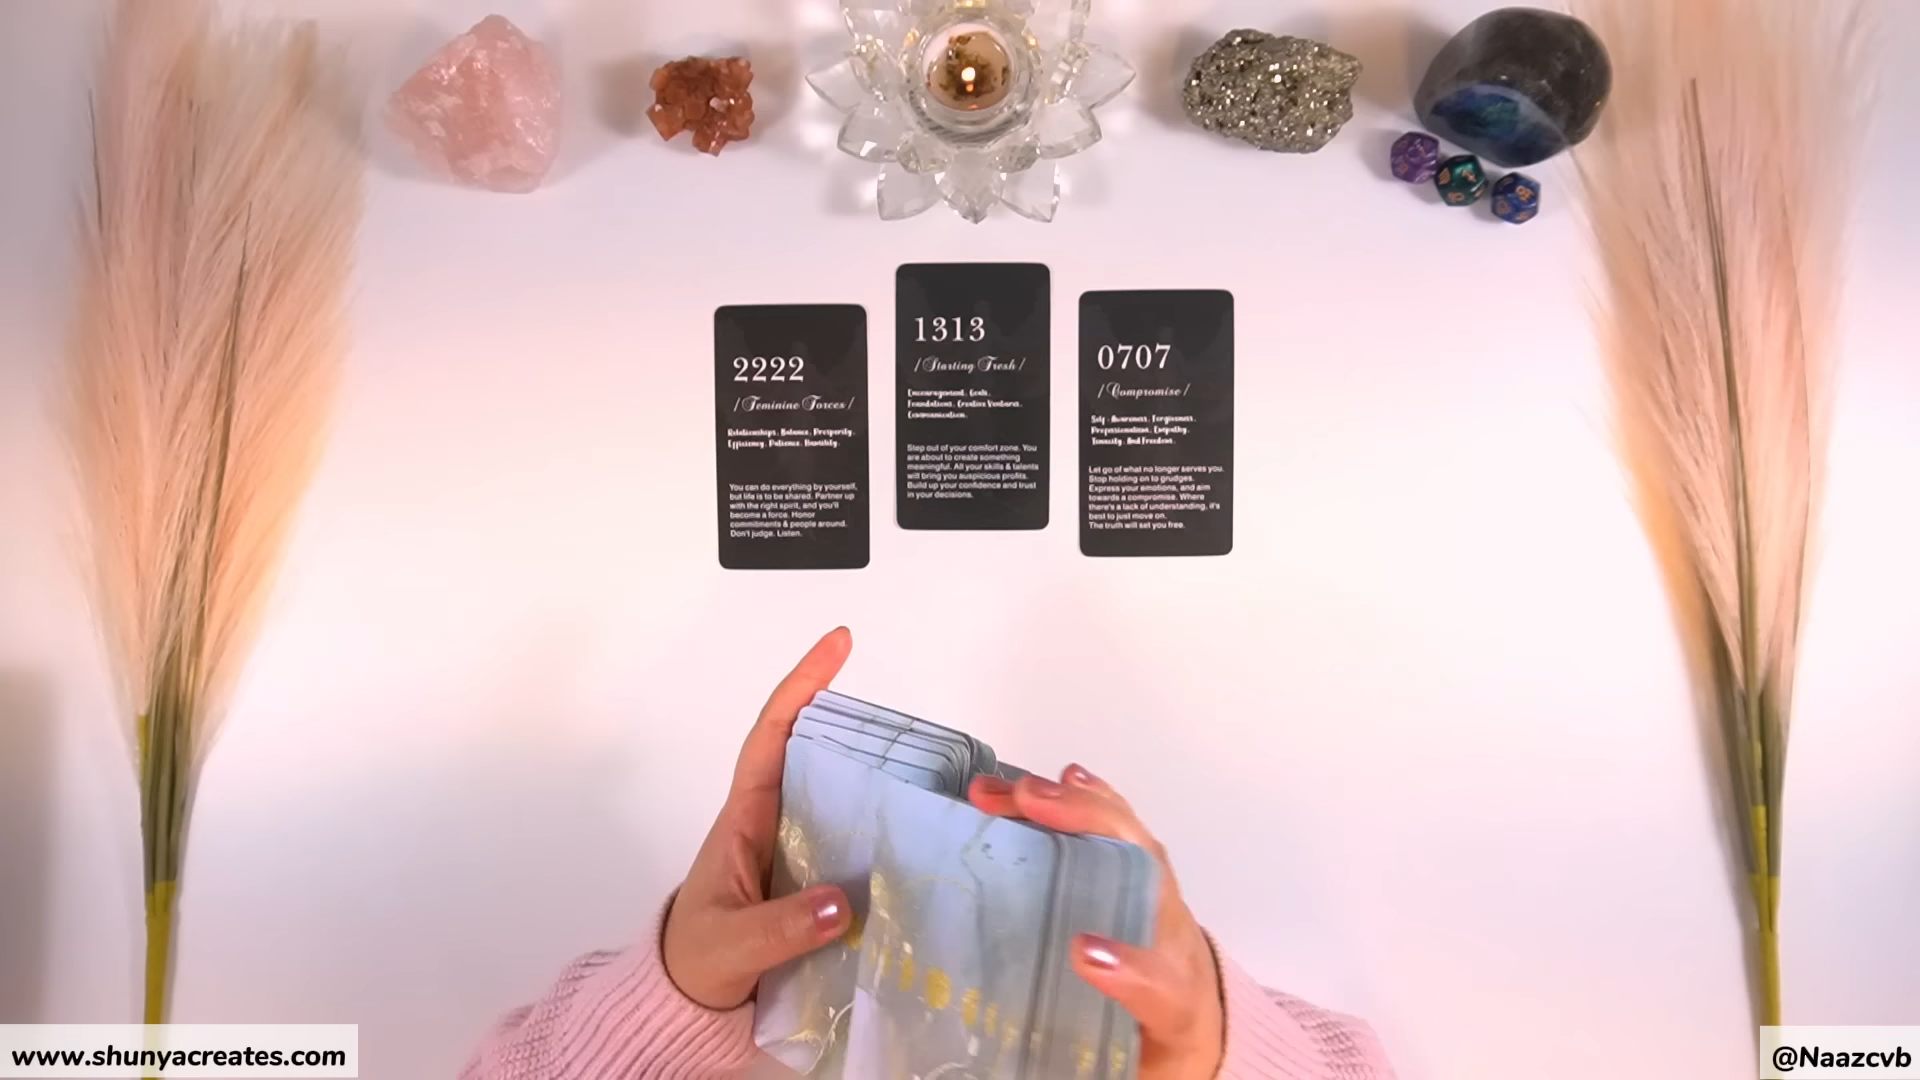 2222
/Feminine Forces/
Relationships. Balance. Prosperity.
Efficiency. Patience. Humility.
You can do everything by yourself,
but life is to be shared. Partner up
with the right spirit, and you'll
become a force. Honor
commitments & people around.
Don't judge. Listen.
1313
/Starting Fresh/
Encouragement. Goals.
Foundations. Creative Ventures.
Communication.
Step out of your comfort zone. You
are about to create something
meaningful. All your skills & talents
will bring you auspicious profits.
Build up your confidence and trust
in your decisions.
0707
/Compromise/
Self-Awareness. Forgiveness.
Professionalism. Empathy.
Tenacity. And Freedom.
Let go of what no longer serves you.
Stop holding on to grudges.
Express your emotions, and aim
towards a compromise. Where
there's a lack of understanding, it's
best to just move on.
The truth will set you free.
www.shunyacreates.com
@Naazcvb